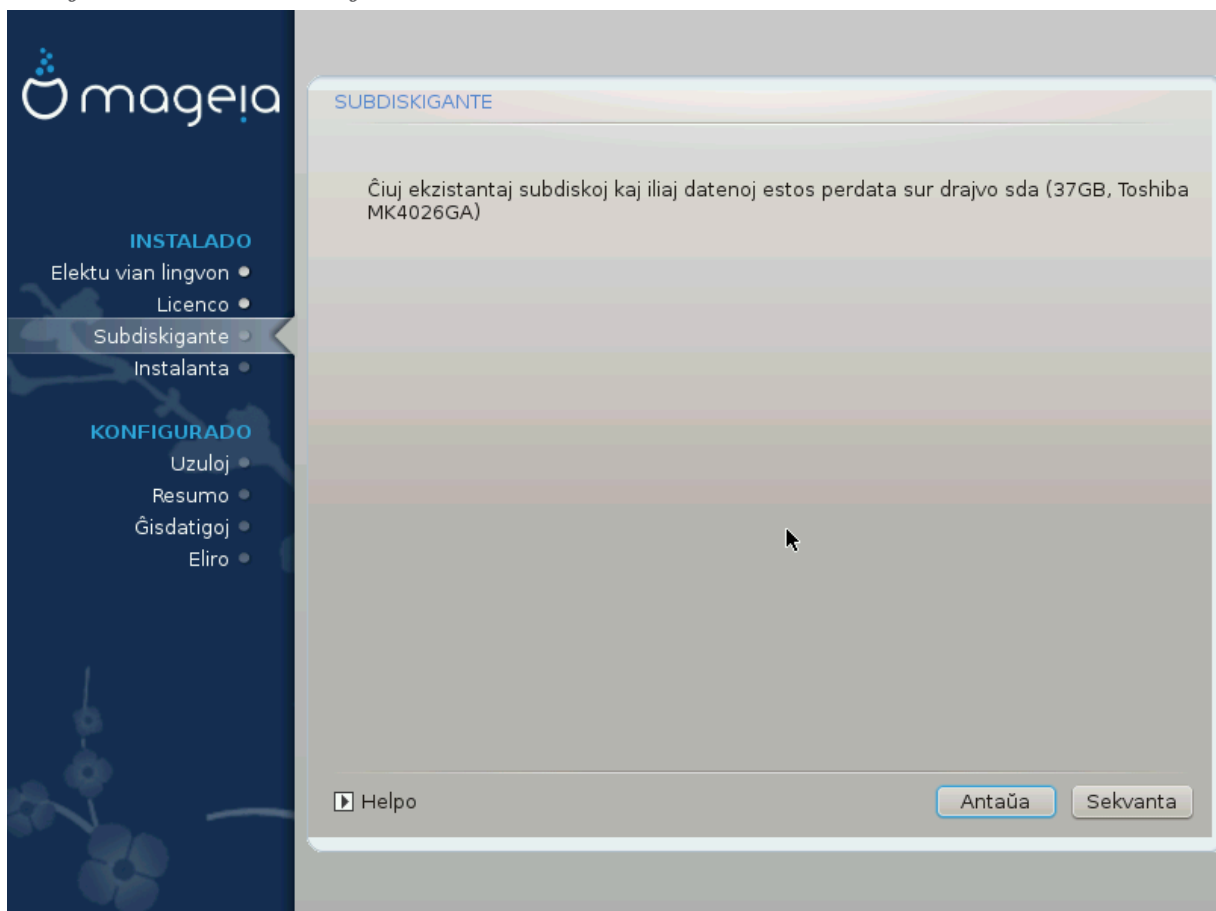 mageia
INSTALADO
Elektu vian lingvon
Licenco
Subdiskigante
Instalanta
KONFIGURADO
Uzuloj
Resumo
Ĝisdatigoj
Eliro
SUBDISKIGANTE
Ĉiuj ekzistantaj subdiskoj kaj iliaj datenoj estos perdata sur drajvo sda (37GB, Toshiba
MK4026GA)
Helpo
Antaŭa
Sekvanta